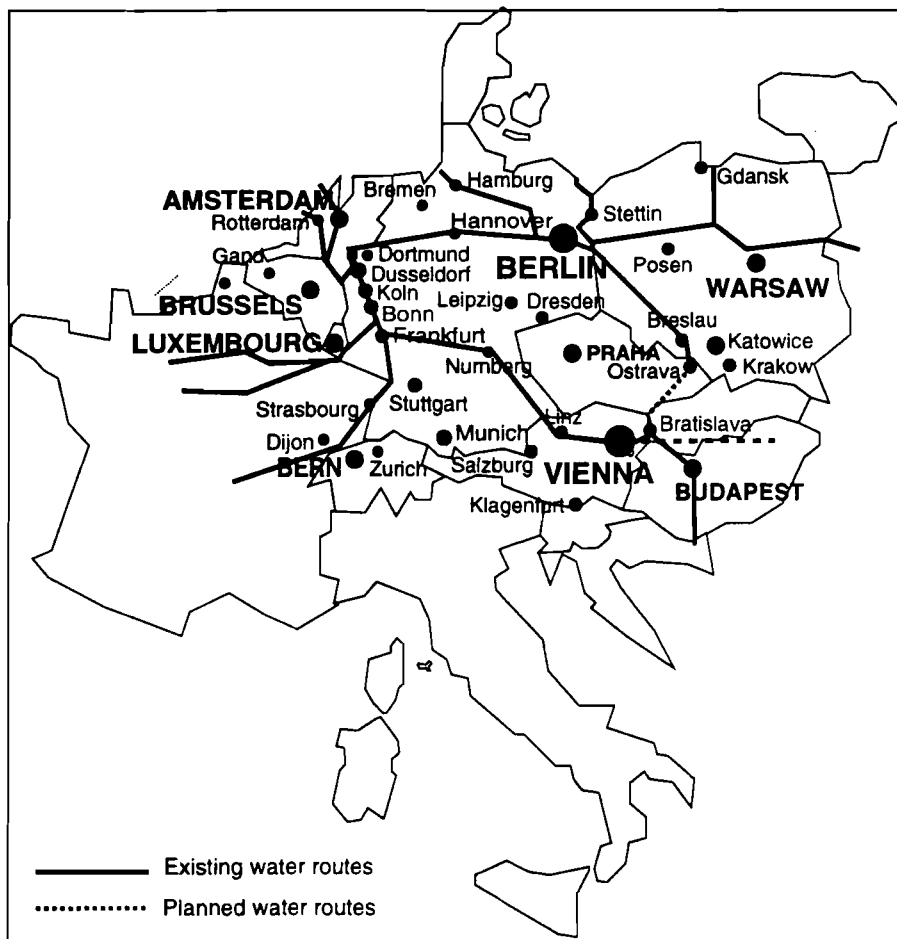 Hamburg
Gdansk
Bremen
AMSTERDAM
Rotterdam
Stettin
Hannover
Gand
Dortmund
BERLIN
Posen
Dusseldorf
WARSAW
Koln
BRUSSELS
Leipzig
Dresden
Bonn
Breslau
LUXEMBOURG
Frankfurt
Katowice
Nurnberg
PRAHA
Ostrava
Krakow
Strasbourg
Stuttgart
Linz
Bratislava
Dijon
Munich
BERN
Zurich
Salzburg
VIENNA
BUDAPEST
Klagenfurt
Existing water routes
Planned water routes